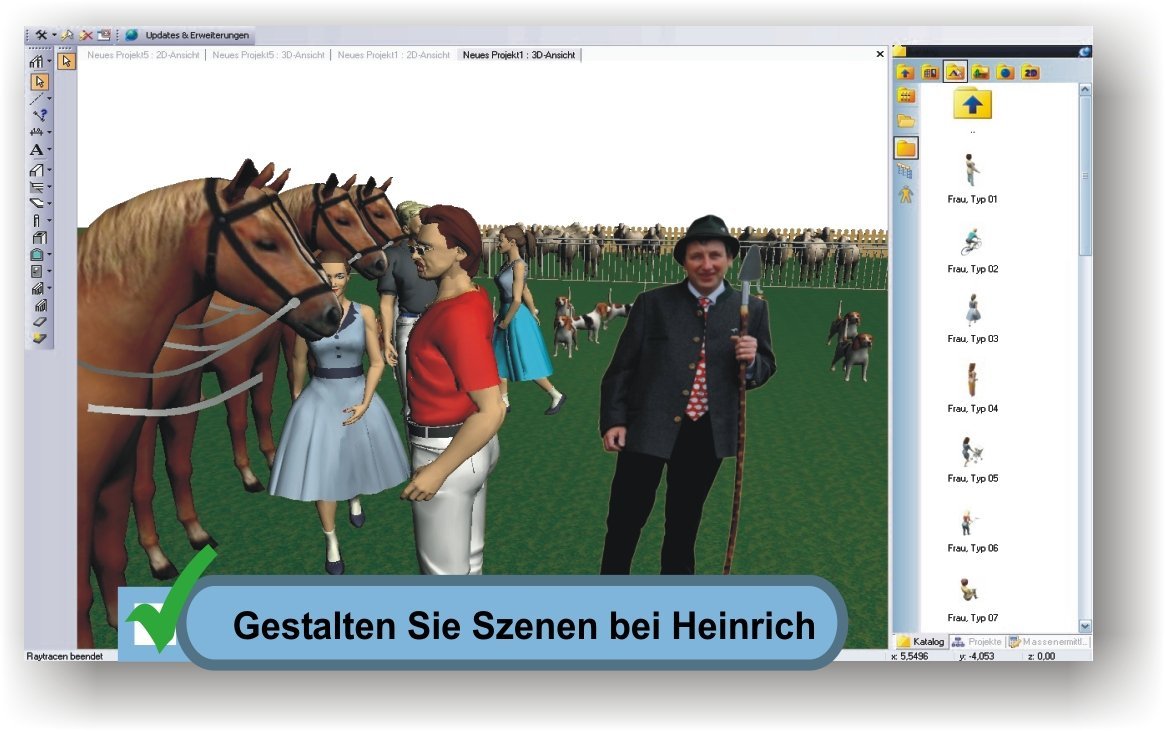 Updates & Erweiterungen
Neues Projekt5 : 2D-Ansicht | Neues Projekt5 : 3D-Ansicht | Neues Projekt1 : 2D-Ansicht | Neues Projekt1 : 3D-Ansicht
2D
A
..
Frau, Typ 01
Frau, Typ 02
Frau, Typ 03
Frau, Typ 04
Frau, Typ 05
Frau, Typ 06
Frau, Typ 07
Gestalten Sie Szenen bei Heinrich
Katalog Projekte Massenermittl...
Raytracen beendet
x: 5,5496 y: -4,053 z: 0,00